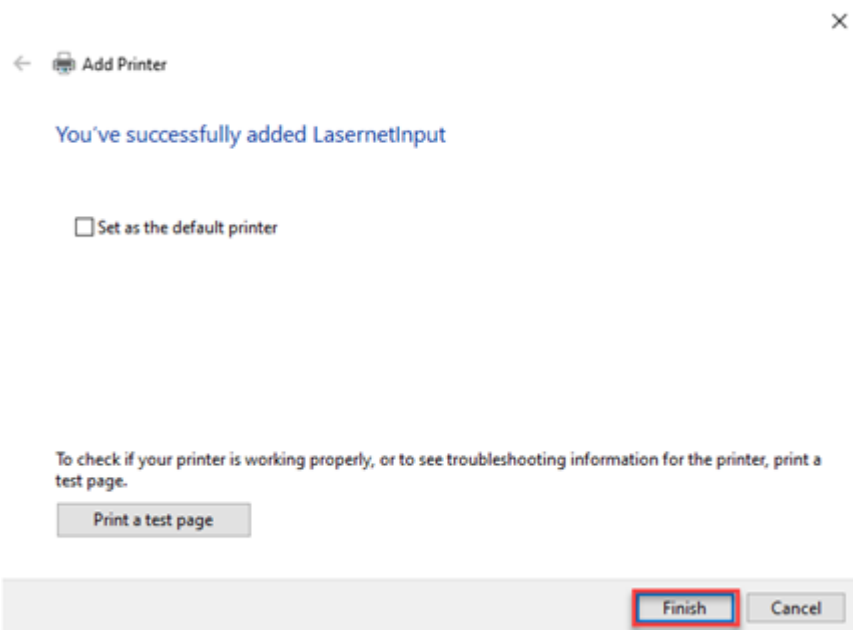 Add Printer
You've successfully added LasernetInput
Set as the default printer
To check if your printer is working properly, or to see troubleshooting information for the printer, print a
test page.
Print a test page
Finish
Cancel